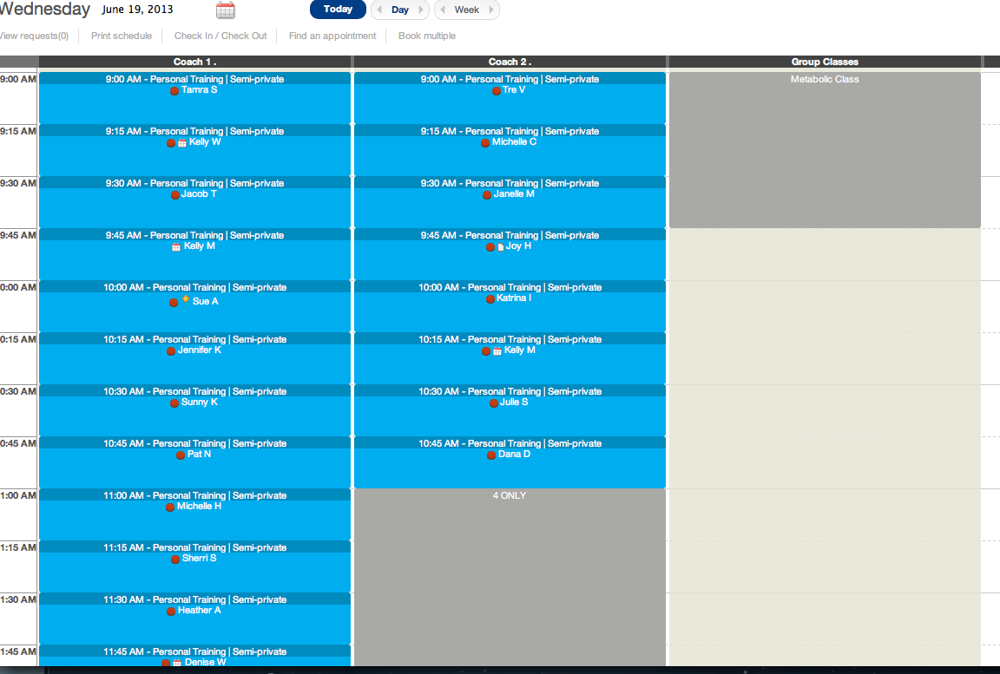 Wednesday June 19, 2013 Today Day Week
View requests(0) Print schedule Check In / Check Out Find an appointment Book multiple
Coach 1 . Coach 2 . Group Classes
9:00 AM 9:00 AM - Personal Training | Semi-private 9:00 AM - Personal Training | Semi-private Metabolic Class
Tamra S Tre V
9:15 AM 9:15 AM - Personal Training | Semi-private 9:15 AM - Personal Training | Semi-private
Kelly W Michelle C
9:30 AM 9:30 AM - Personal Training | Semi-private 9:30 AM - Personal Training | Semi-private
Jacob T Janelle M
9:45 AM 9:45 AM - Personal Training | Semi-private 9:45 AM - Personal Training | Semi-private
Kelly M Joy H
0:00 AM 10:00 AM - Personal Training | Semi-private 10:00 AM - Personal Training | Semi-private
Sue A Katrina I
0:15 AM 10:15 AM - Personal Training | Semi-private 10:15 AM - Personal Training | Semi-private
Jennifer K Kelly M
0:30 AM 10:30 AM - Personal Training | Semi-private 10:30 AM - Personal Training | Semi-private
Sunny K Julie S
0:45 AM 10:45 AM - Personal Training | Semi-private 10:45 AM - Personal Training | Semi-private
Pat N Dana D
1:00 AM 11:00 AM - Personal Training | Semi-private 4 ONLY
Michelle H
1:15 AM 11:15 AM - Personal Training | Semi-private
Sherri S
1:30 AM 11:30 AM - Personal Training | Semi-private
Heather A
1:45 AM 11:45 AM - Personal Training | Semi-private
Denise W